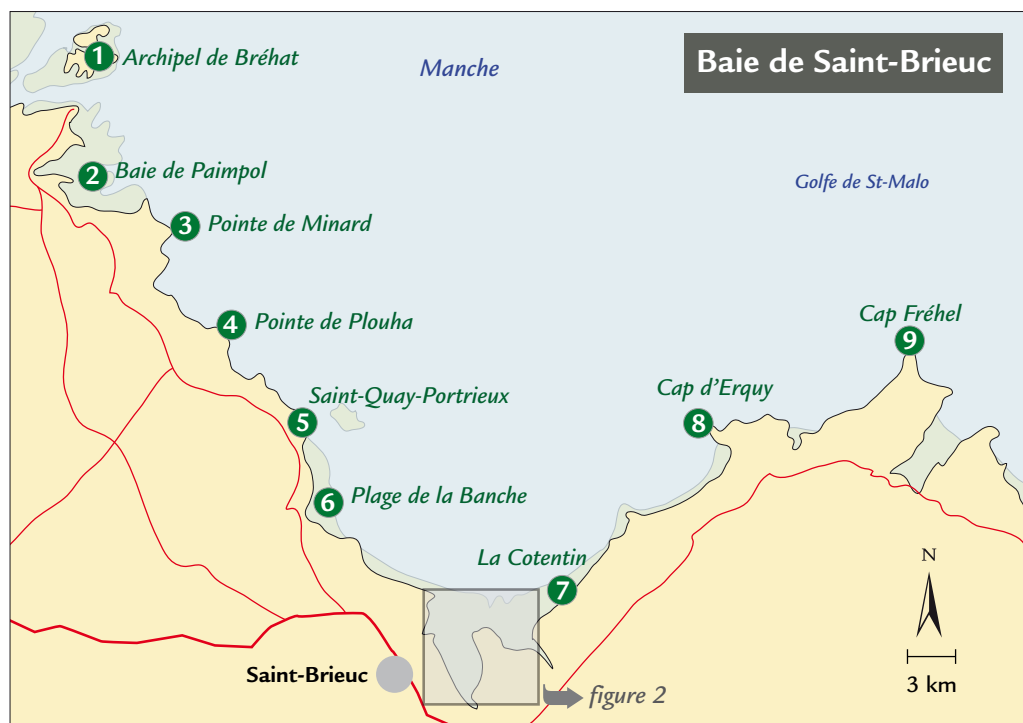 Baie de Saint-Brieuc
1 Archipel de Bréhat
Manche
2 Baie de Paimpol
Golfe de St-Malo
3 Pointe de Minard
4 Pointe de Plouha
Cap Fréhel
9
Saint-Quay-Portrieux
5
Cap d'Erquy
8
6 Plage de la Banche
La Cotentin
7
N
3 km
Saint-Brieuc
figure 2